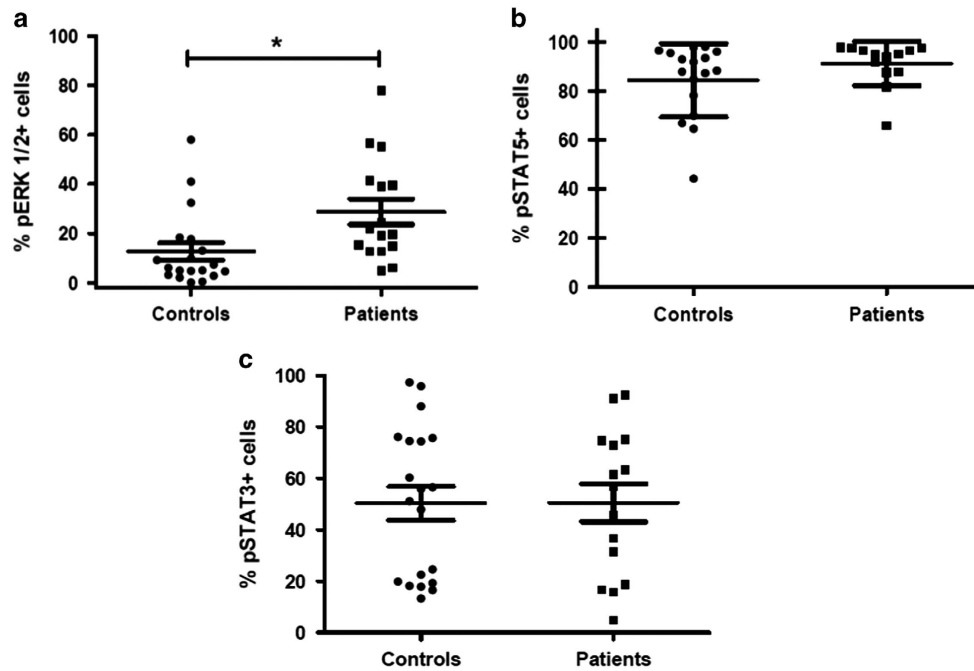 a
*
% pERK 1/2+ cells
100
80
60
40
20
0
Controls Patients
b
% pSTAT5+ cells
100
80
60
40
20
0
Controls Patients
c
% pSTAT3+ cells
100
80
60
40
20
0
Controls Patients